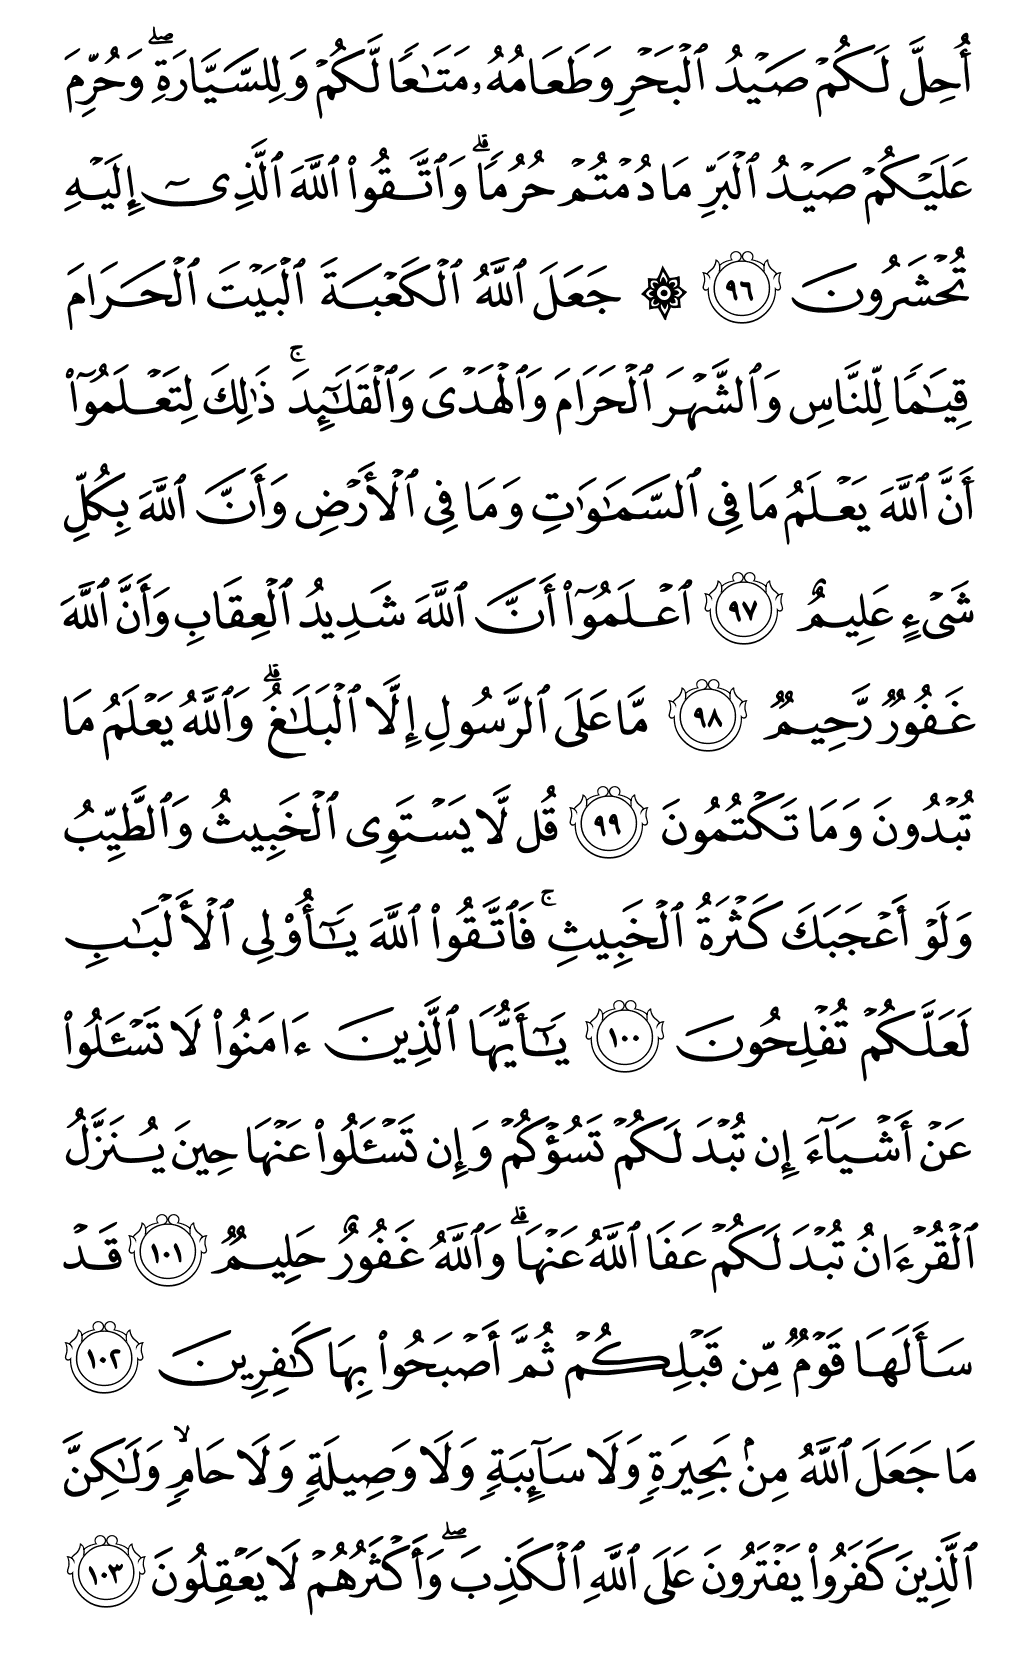 أُحِلَّ لَكُمۡ صَيۡدُ ٱلۡبَحۡرِ وَطَعَامُهُۥ مَتَٰعٗا لَّكُمۡ وَلِلسَّيَّارَةِۖ وَحُرِّمَ
عَلَيۡكُمۡ صَيۡدُ ٱلۡبَرِّ مَا دُمۡتُمۡ حُرُمٗاۗ وَٱتَّقُواْ ٱللَّهَ ٱلَّذِيٓ إِلَيۡهِ
تُحۡشَرُونَ ٩٦ ۞ جَعَلَ ٱللَّهُ ٱلۡكَعۡبَةَ ٱلۡبَيۡتَ ٱلۡحَرَامَ
قِيَٰمٗا لِّلنَّاسِ وَٱلشَّهۡرَ ٱلۡحَرَامَ وَٱلۡهَدۡيَ وَٱلۡقَلَٰٓئِدَۚ ذَٰلِكَ لِتَعۡلَمُوٓاْ
أَنَّ ٱللَّهَ يَعۡلَمُ مَا فِي ٱلسَّمَٰوَٰتِ وَمَا فِي ٱلۡأَرۡضِ وَأَنَّ ٱللَّهَ بِكُلِّ
شَيۡءٍ عَلِيمٌ ٩٧ ٱعۡلَمُوٓاْ أَنَّ ٱللَّهَ شَدِيدُ ٱلۡعِقَابِ وَأَنَّ ٱللَّهَ
غَفُورٞ رَّحِيمٞ ٩٨ مَّا عَلَى ٱلرَّسُولِ إِلَّا ٱلۡبَلَٰغُۗ وَٱللَّهُ يَعۡلَمُ مَا
تُبۡدُونَ وَمَا تَكۡتُمُونَ ٩٩ قُل لَّا يَسۡتَوِي ٱلۡخَبِيثُ وَٱلطَّيِّبُ
وَلَوۡ أَعۡجَبَكَ كَثۡرَةُ ٱلۡخَبِيثِۚ فَٱتَّقُواْ ٱللَّهَ يَٰٓأُوْلِي ٱلۡأَلۡبَٰبِ
لَعَلَّكُمۡ تُفۡلِحُونَ ١٠٠ يَٰٓأَيُّهَا ٱلَّذِينَ ءَامَنُواْ لَا تَسۡـَٔلُواْ
عَنۡ أَشۡيَآءَ إِن تُبۡدَ لَكُمۡ تَسُؤۡكُمۡ وَإِن تَسۡـَٔلُواْ عَنۡهَا حِينَ يُنَزَّلُ
ٱلۡقُرۡءَانُ تُبۡدَ لَكُمۡ عَفَا ٱللَّهُ عَنۡهَاۗ وَٱللَّهُ غَفُورٌ حَلِيمٞ ١٠١ قَدۡ
سَأَلَهَا قَوۡمٞ مِّن قَبۡلِكُمۡ ثُمَّ أَصۡبَحُواْ بِهَا كَٰفِرِينَ ١٠٢
مَا جَعَلَ ٱللَّهُ مِنۢ بَحِيرَةٖ وَلَا سَآئِبَةٖ وَلَا وَصِيلَةٖ وَلَا حَامٖ ۙ وَلَٰكِنَّ
ٱلَّذِينَ كَفَرُواْ يَفۡتَرُونَ عَلَى ٱللَّهِ ٱلۡكَذِبَۖ وَأَكۡثَرُهُمۡ لَا يَعۡقِلُونَ ١٠٣